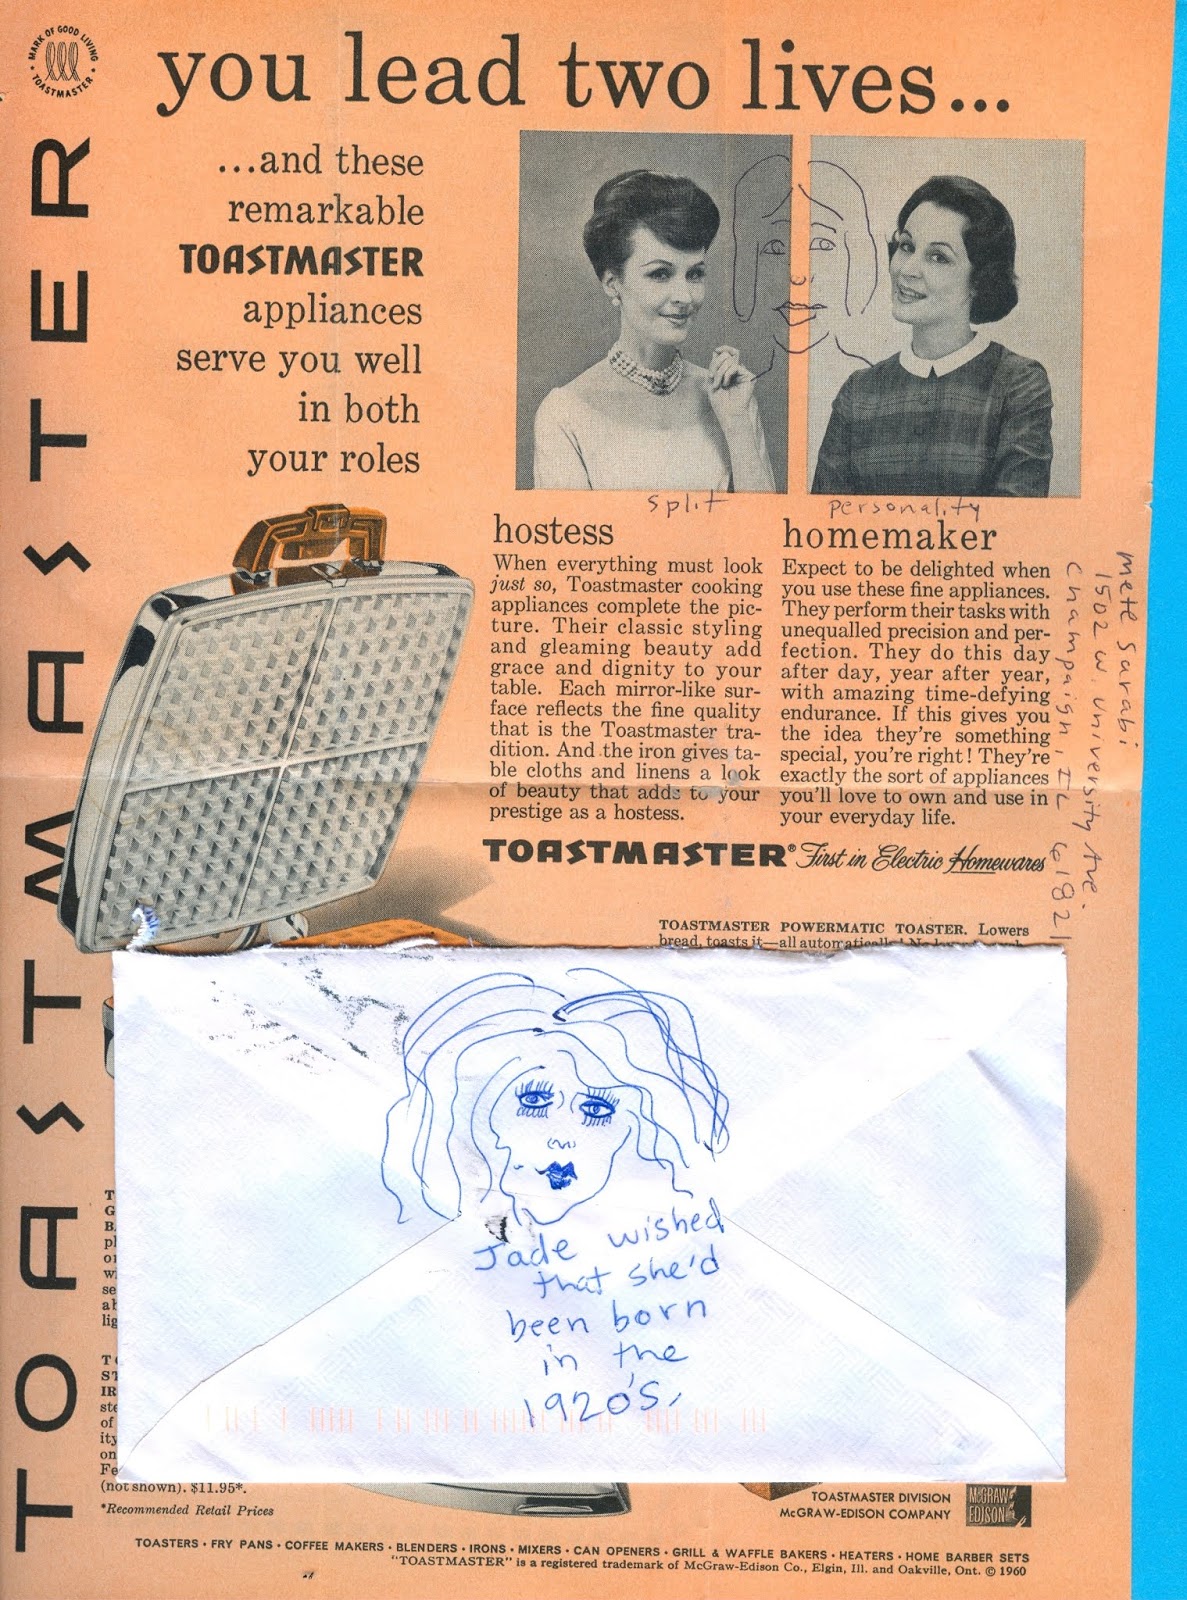 MARK OF GOOD LIVING
TOASTMASTER
TOASTMASTER
you lead two lives...
...and these
remarkable
TOASTMASTER
appliances
serve you well
in both
your roles
split
personality
hostess
When everything must look
just so, Toastmaster cooking
appliances complete the pic-
ture. Their classic styling
and gleaming beauty add
grace and dignity to your
table. Each mirror-like sur-
face reflects the fine quality
that is the Toastmaster tra-
dition. And the iron gives ta-
ble cloths and linens a look
of beauty that adds to your
prestige as a hostess.
homemaker
Expect to be delighted when
you use these fine appliances.
They perform their tasks with
unequalled precision and per-
fection. They do this day
after day, year after year,
with amazing time-defying
endurance. If this gives you
the idea they're something
special, you're right! They're
exactly the sort of appliances
you'll love to own and use in
your everyday life.
mete sarabi
1502 w. university Ave.
Champaign, IL 61821
TOASTMASTER® First in Electric Homewares
TOASTMASTER POWERMATIC TOASTER. Lowers
bread, toasts it—all automatically!
Jade wished
that she'd
been born
in the
1920's.
(not shown). $11.95*.
*Recommended Retail Prices
TOASTMASTER DIVISION
McGRAW-EDISON COMPANY
McGRAW
EDISON
TOASTERS • FRY PANS • COFFEE MAKERS • BLENDERS • IRONS • MIXERS • CAN OPENERS • GRILL & WAFFLE BAKERS • HEATERS • HOME BARBER SETS
"TOASTMASTER" is a registered trademark of McGraw-Edison Co., Elgin, Ill. and Oakville, Ont. © 1960